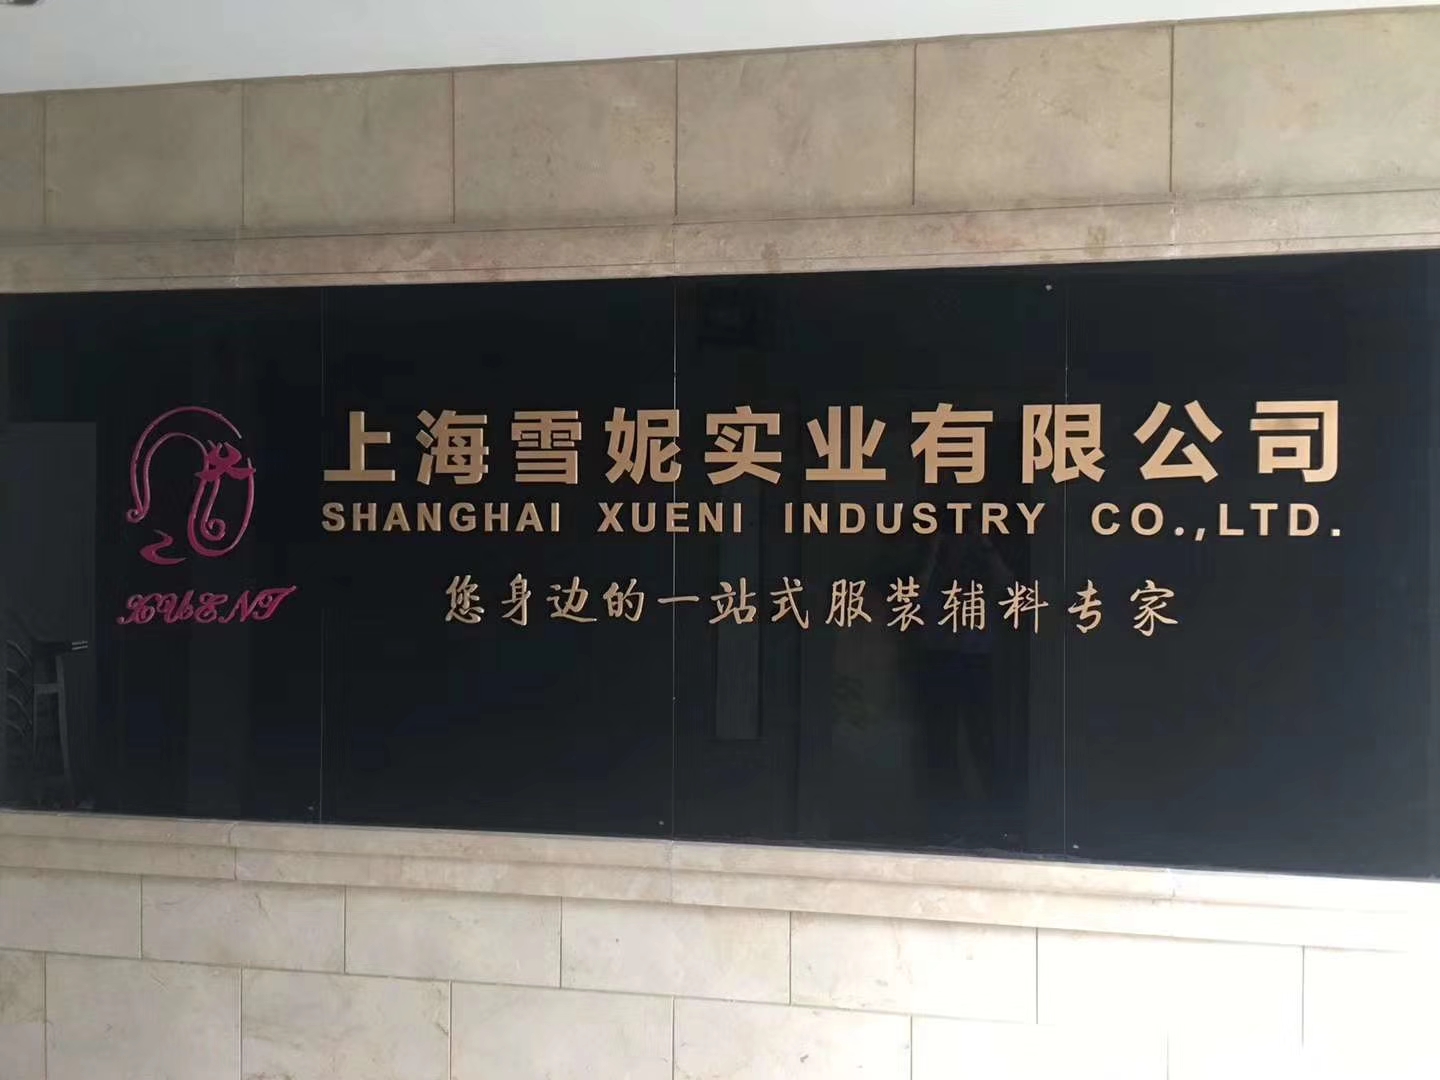 上海雪妮实业有限公司
SHANGHAI XUENI INDUSTRY CO.,LTD.
XUENI
您身边的一站式服装辅料专家